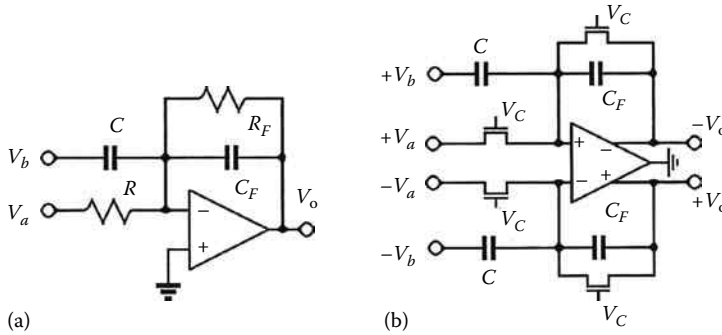 C
R_F
V_b
C_F
R
V_a
V_o
−
+
(a)
V_C
C
+V_b
C_F
V_C
+V_a
−V_o
+ −
− +
−V_a
C_F
+V_o
V_C
−V_b
C
V_C
(b)